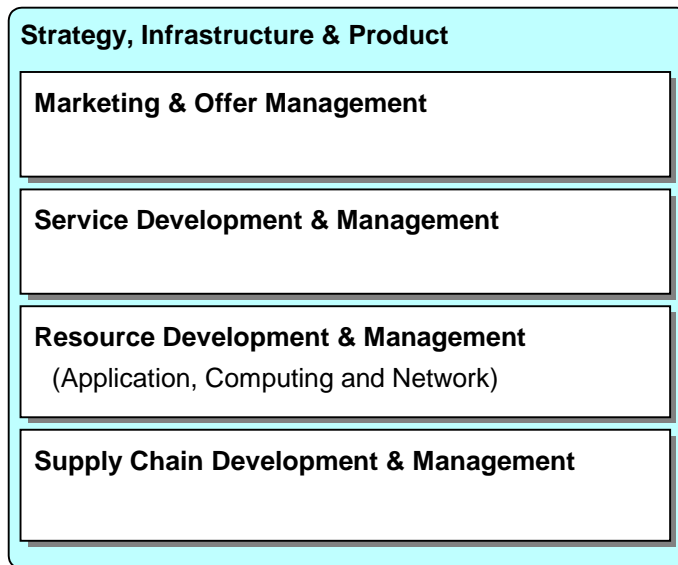 Strategy, Infrastructure & Product
Marketing & Offer Management
Service Development & Management
Resource Development & Management
(Application, Computing and Network)
Supply Chain Development & Management